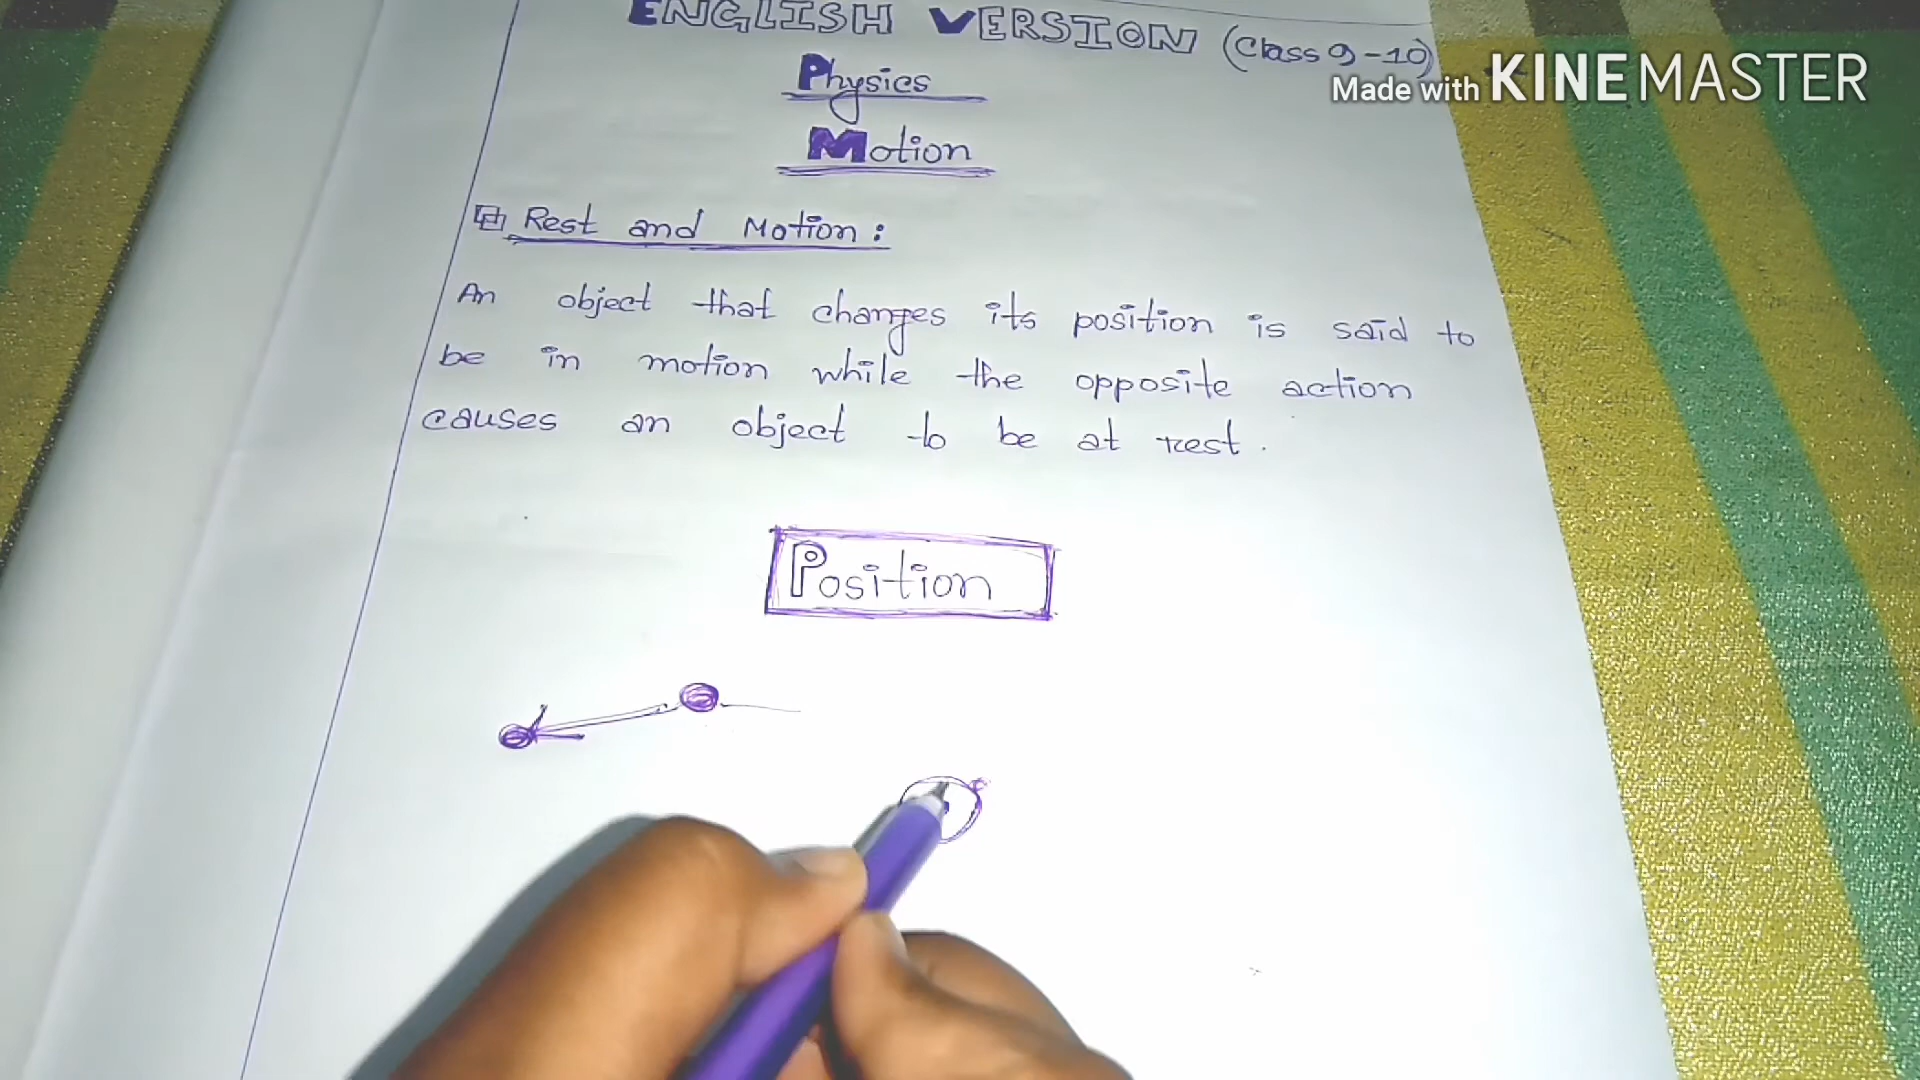 ENGLISH VERSION (Class 9-10)
Made with KINEMASTER
Physics
Motion
Rest and Motion:
An object that changes its position is said to
be in motion while the opposite action
causes an object to be at rest.
Position